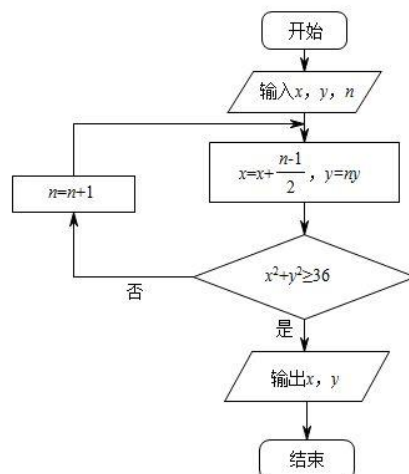 开始
输入x，y，n
x=x+\frac{n-1}{2}，y=ny
n=n+1
x²+y²≥36
否
是
输出x，y
结束